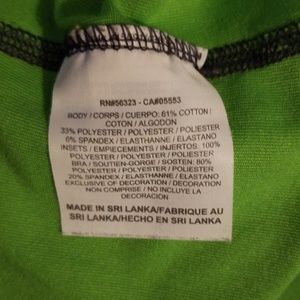 RN#56323 - CA#05553
BODY / CORPS / CUERPO: 61% COTTON /
COTON / ALGODON
33% POLYESTER / POLYESTER / POLIESTER
6% SPANDEX / ELASTHANNE / ELASTANO
INSETS / EMPIECEMENTS / INJERTOS: 100%
POLYESTER / POLYESTER / POLIESTER
BRA / SOUTIEN-GORGE / SOSTEN: 80%
POLYESTER / POLYESTER / POLIESTER
20% SPANDEX / ELASTHANNE / ELASTANO
EXCLUSIVE OF DECORATION / DECORATION
NON COMPRIS / NO INCLUYE LA
DECORACION
MADE IN SRI LANKA/FABRIQUE AU
SRI LANKA/HECHO EN SRI LANKA